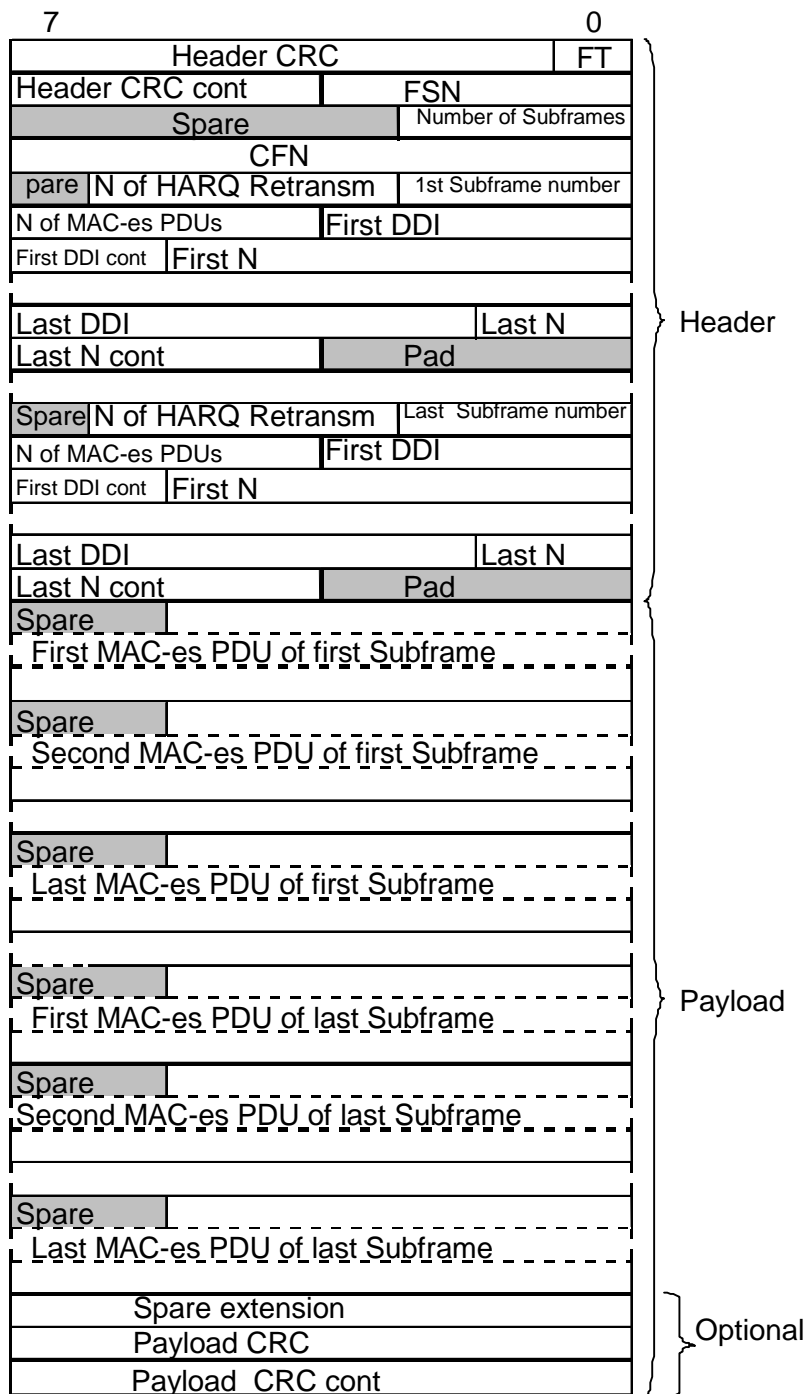 7 0
Header CRC FT
Header CRC cont FSN
Spare Number of Subframes
CFN
pare N of HARQ Retransm 1st Subframe number
N of MAC-es PDUs First DDI
First DDI cont First N
Last DDI Last N
Header
Last N cont Pad
Spare N of HARQ Retransm Last Subframe number
N of MAC-es PDUs First DDI
First DDI cont First N
Last DDI Last N
Last N cont Pad
Spare
First MAC-es PDU of first Subframe
Spare
Second MAC-es PDU of first Subframe
Spare
Last MAC-es PDU of first Subframe
Spare
First MAC-es PDU of last Subframe
Payload
Spare
Second MAC-es PDU of last Subframe
Spare
Last MAC-es PDU of last Subframe
Spare extension
Optional
Payload CRC
Payload CRC cont